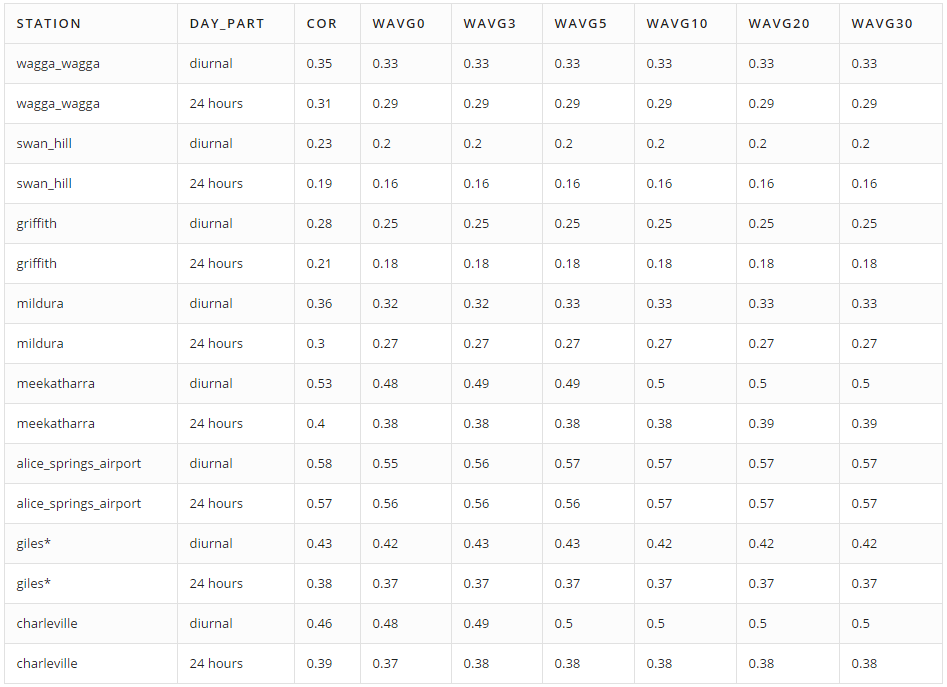 STATION DAY_PART COR WAVG0 WAVG3 WAVG5 WAVG10 WAVG20 WAVG30
wagga_wagga diurnal 0.35 0.33 0.33 0.33 0.33 0.33 0.33
wagga_wagga 24 hours 0.31 0.29 0.29 0.29 0.29 0.29 0.29
swan_hill diurnal 0.23 0.2 0.2 0.2 0.2 0.2 0.2
swan_hill 24 hours 0.19 0.16 0.16 0.16 0.16 0.16 0.16
griffith diurnal 0.28 0.25 0.25 0.25 0.25 0.25 0.25
griffith 24 hours 0.21 0.18 0.18 0.18 0.18 0.18 0.18
mildura diurnal 0.36 0.32 0.32 0.33 0.33 0.33 0.33
mildura 24 hours 0.3 0.27 0.27 0.27 0.27 0.27 0.27
meekatharra diurnal 0.53 0.48 0.49 0.49 0.5 0.5 0.5
meekatharra 24 hours 0.4 0.38 0.38 0.38 0.38 0.39 0.39
alice_springs_airport diurnal 0.58 0.55 0.56 0.57 0.57 0.57 0.57
alice_springs_airport 24 hours 0.57 0.56 0.56 0.56 0.57 0.57 0.57
giles* diurnal 0.43 0.42 0.43 0.43 0.42 0.42 0.42
giles* 24 hours 0.38 0.37 0.37 0.37 0.37 0.37 0.37
charleville diurnal 0.46 0.48 0.49 0.5 0.5 0.5 0.5
charleville 24 hours 0.39 0.37 0.38 0.38 0.38 0.38 0.38